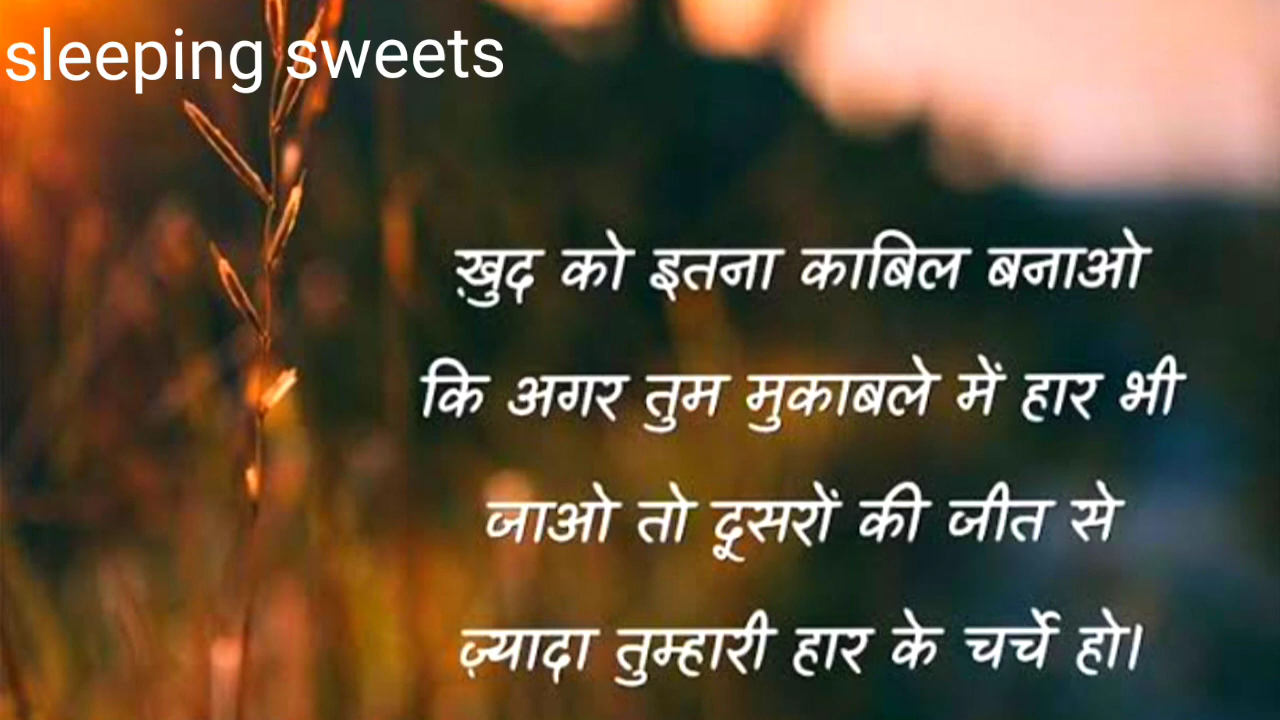 sleeping sweets
ख़ुद को इतना काबिल बनाओ
कि अगर तुम मुकाबले में हार भी
जाओ तो दूसरों की जीत से
ज़्यादा तुम्हारी हार के चर्चे हो।